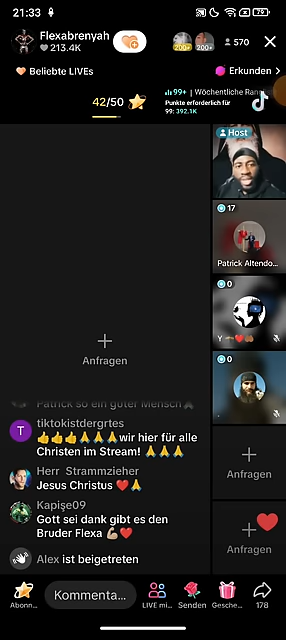 21:33
79
Flexabrenyah
213.4K
200+
200+
570
Beliebte LIVEs
Erkunden
42/50
99+ | Wöchentliche Ran
Punkte erforderlich für
99: 392.1K
Host
17
Patrick Altendo...
0
Y
0
Anfragen
Patrick so ein guter Mensch🙏
T
tiktokistdergrtes
👍👍👍🙏🙏🙏wir hier für alle
Christen im Stream! 🙏🙏🙏
Herr Strammzieher
Jesus Christus ❤️🙏
Kapişe09
Gott sei dank gibt es den
Bruder Flexa 💪❤️
Alex ist beigetreten
Anfragen
Anfragen
Kommenta...
Abonn...
LIVE mi...
Senden
Gesche...
178